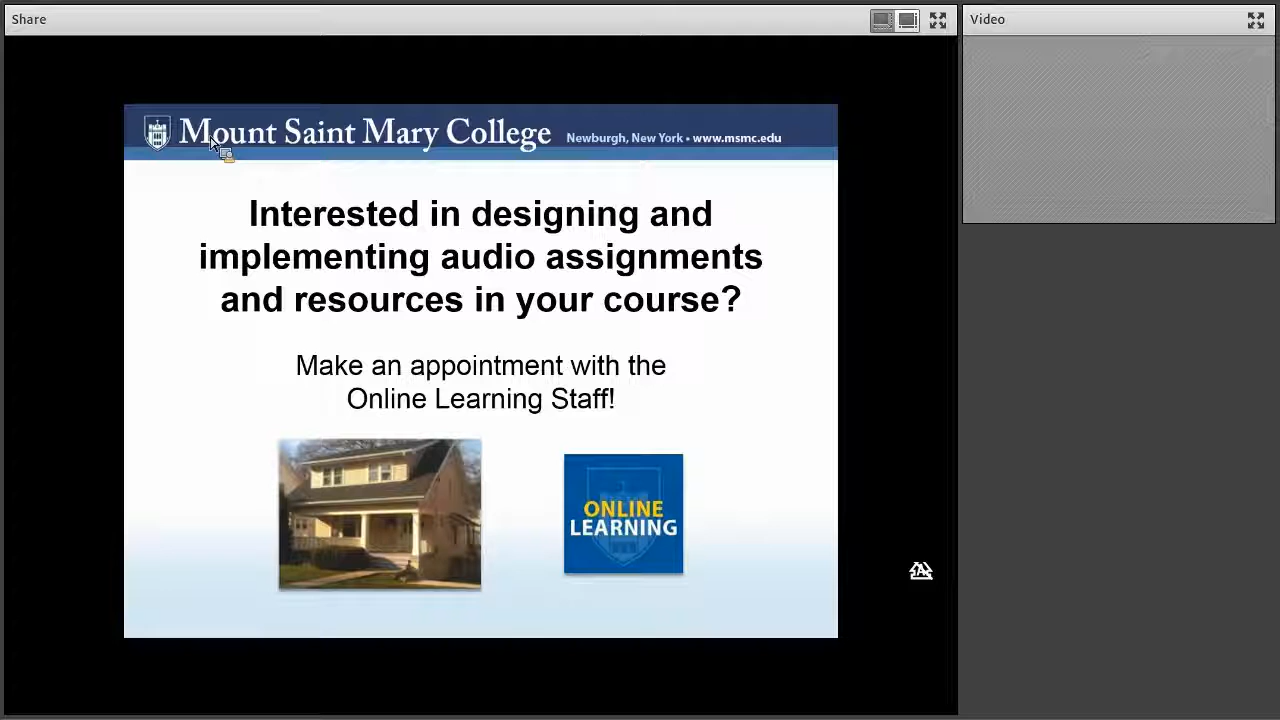 Share
Video
Mount Saint Mary College
Newburgh, New York • www.msmc.edu
Interested in designing and
implementing audio assignments
and resources in your course?
Make an appointment with the
Online Learning Staff!
ONLINE
LEARNING